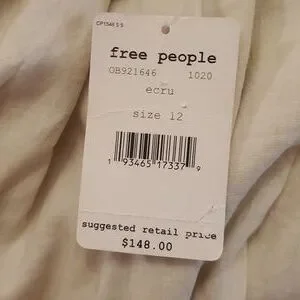 free people
OB921646 1020
ecru
size 12
1 93465 17337 9
suggested retail price
$148.00